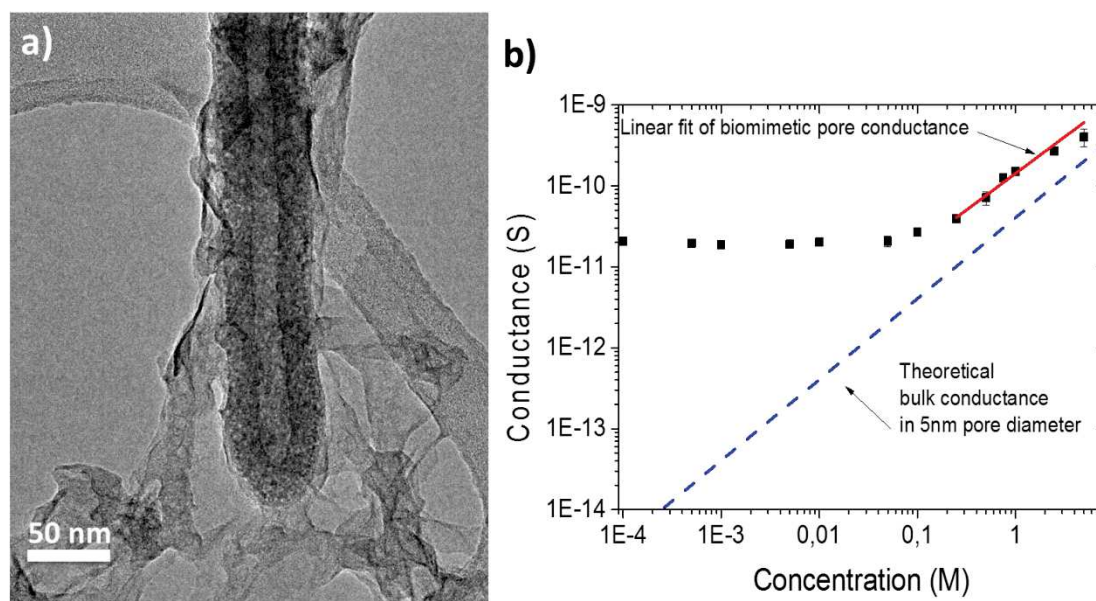 a)
50 nm
b)
Conductance (S)
1E-9
1E-10
1E-11
1E-12
1E-13
1E-14
Linear fit of biomimetic pore conductance
Theoretical
bulk conductance
in 5nm pore diameter
1E-4
1E-3
0,01
0,1
1
Concentration (M)